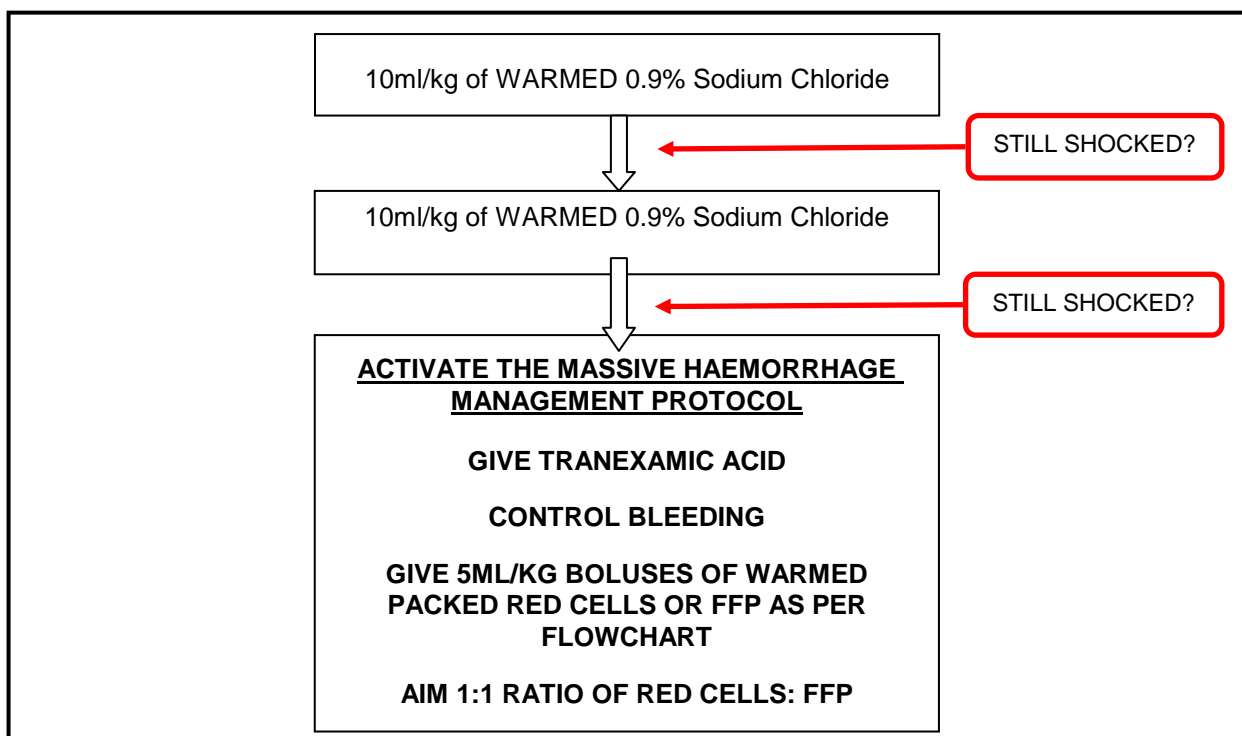 10ml/kg of WARMED 0.9% Sodium Chloride
STILL SHOCKED?
10ml/kg of WARMED 0.9% Sodium Chloride
STILL SHOCKED?
ACTIVATE THE MASSIVE HAEMORRHAGE
MANAGEMENT PROTOCOL
GIVE TRANEXAMIC ACID
CONTROL BLEEDING
GIVE 5ML/KG BOLUSES OF WARMED
PACKED RED CELLS OR FFP AS PER
FLOWCHART
AIM 1:1 RATIO OF RED CELLS: FFP